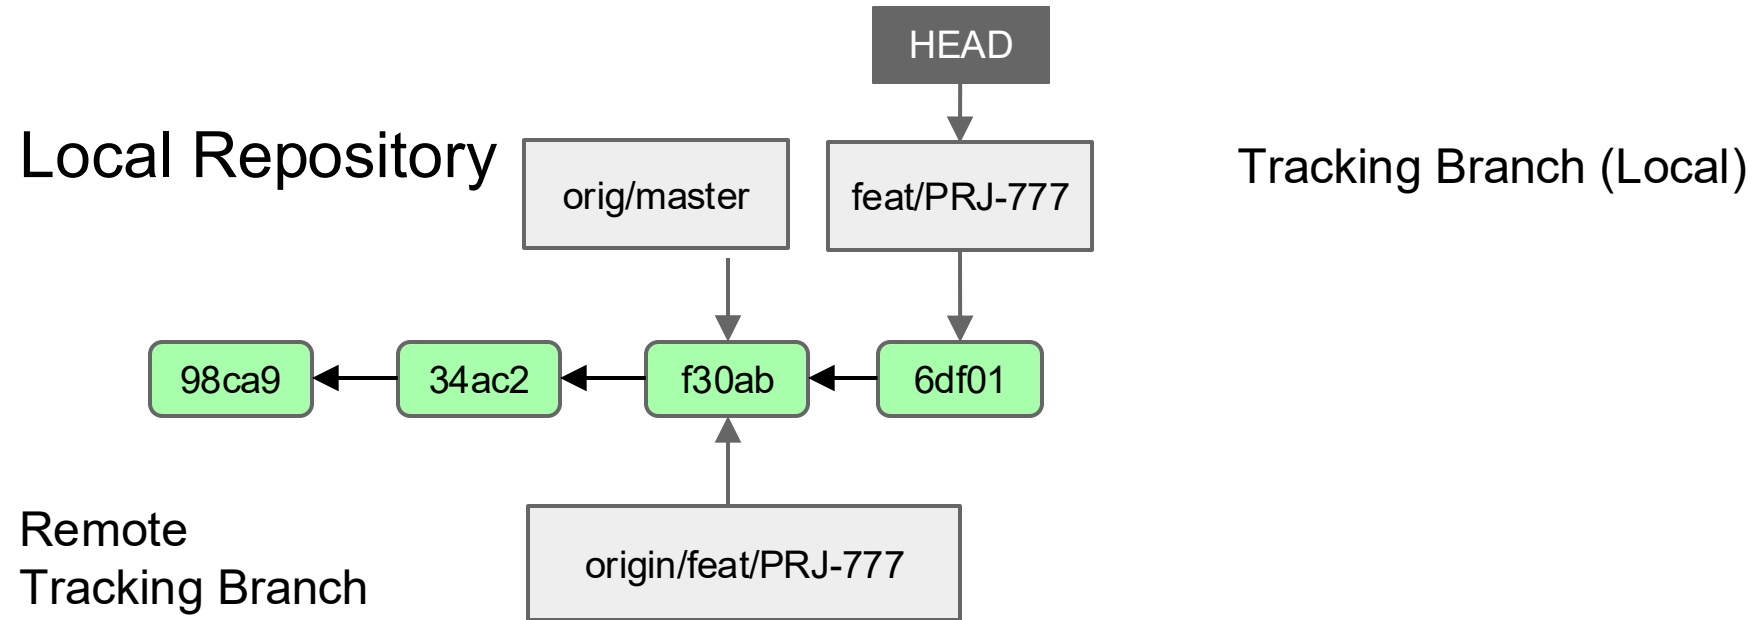 HEAD
Local Repository
orig/master
feat/PRJ-777
Tracking Branch (Local)
98ca9
34ac2
f30ab
6df01
Remote
Tracking Branch
origin/feat/PRJ-777